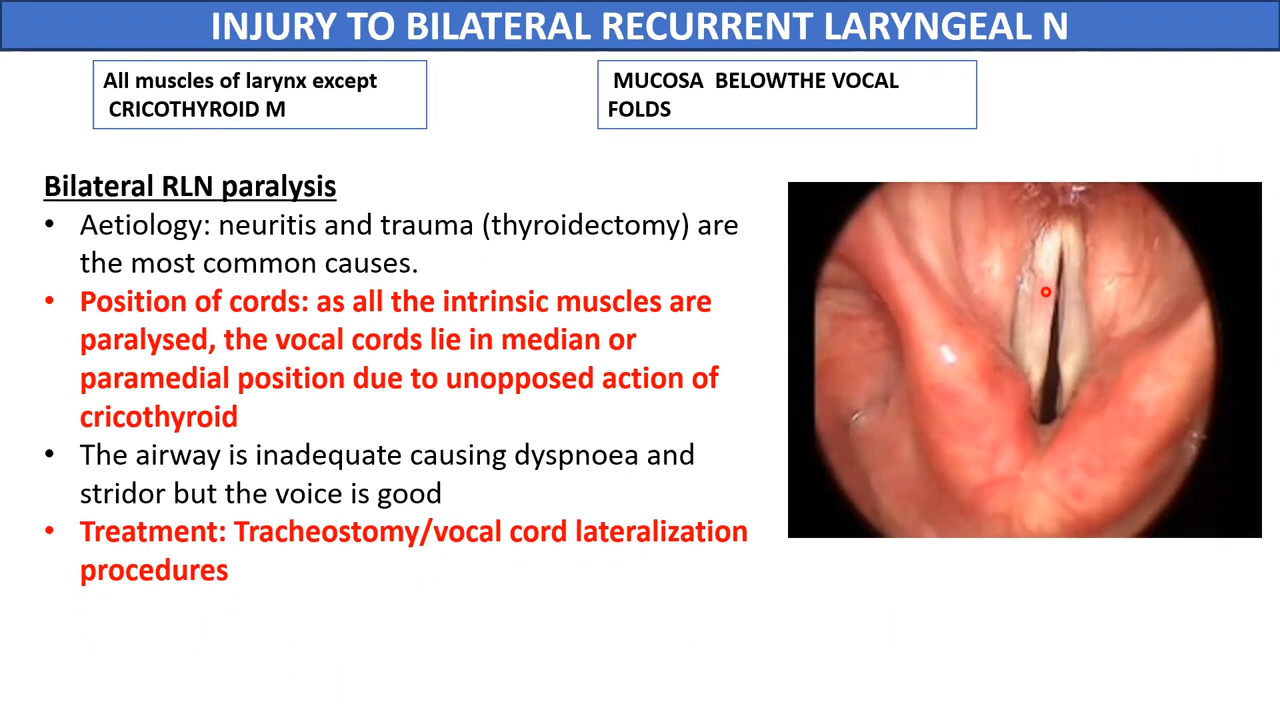 INJURY TO BILATERAL RECURRENT LARYNGEAL N
All muscles of larynx except
CRICOTHYROID M
MUCOSA BELOWTHE VOCAL
FOLDS
Bilateral RLN paralysis
• Aetiology: neuritis and trauma (thyroidectomy) are
the most common causes.
• Position of cords: as all the intrinsic muscles are
paralysed, the vocal cords lie in median or
paramedial position due to unopposed action of
cricothyroid
• The airway is inadequate causing dyspnoea and
stridor but the voice is good
• Treatment: Tracheostomy/vocal cord lateralization
procedures